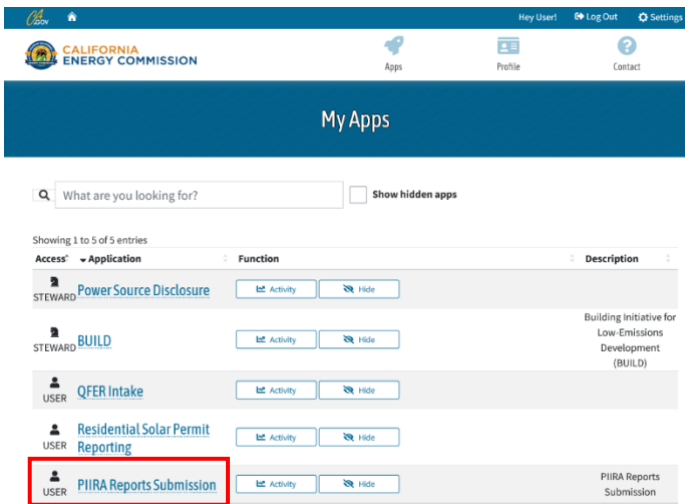 CA.GOV Hey User! Log Out Settings
CALIFORNIA
ENERGY COMMISSION
Apps Profile Contact
My Apps
What are you looking for? Show hidden apps
Showing 1 to 5 of 5 entries
Access Application Function Description
STEWARD Power Source Disclosure Activity Hide
STEWARD BUILD Activity Hide
Building Initiative for
Low-Emissions
Development
(BUILD)
USER QFER Intake Activity Hide
USER Residential Solar Permit
Reporting Activity Hide
USER PIIRA Reports Submission Activity Hide
PIIRA Reports
Submission